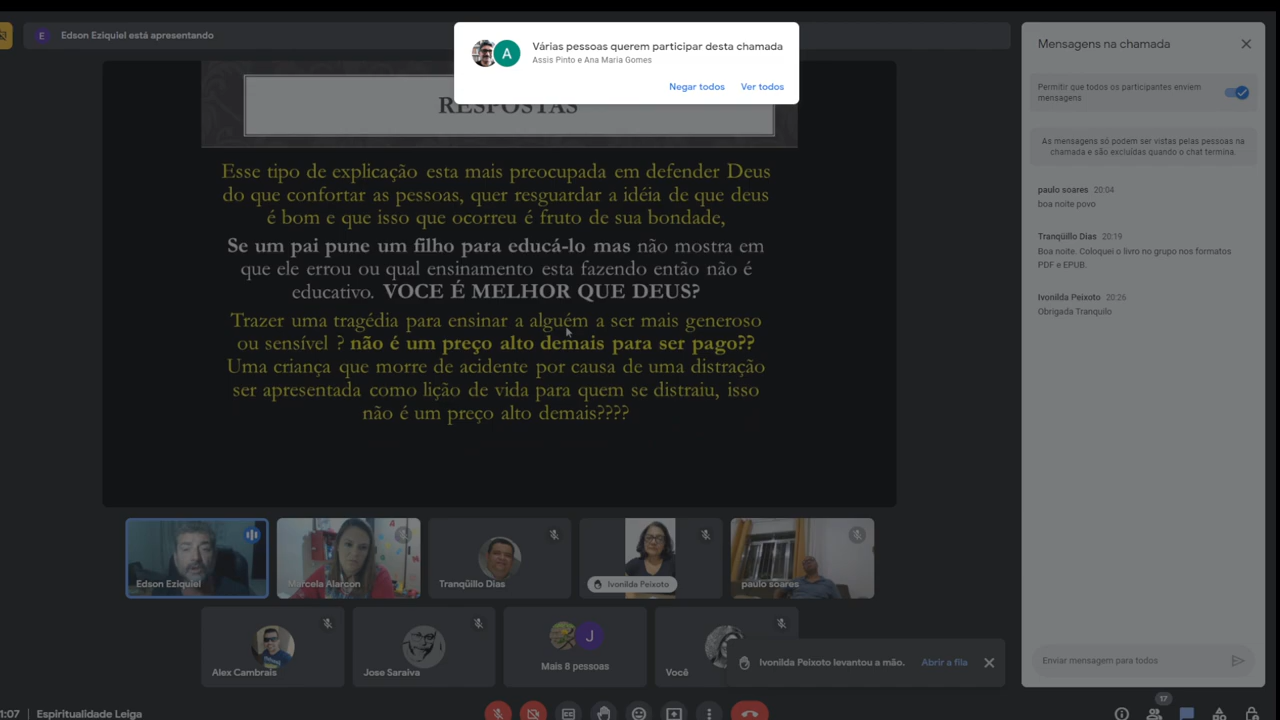 E Edson Eziquiel está apresentando
Várias pessoas querem participar desta chamada
A
Assis Pinto e Ana Maria Gomes
Negar todos Ver todos
RESPOSTAS
Esse tipo de explicação esta mais preocupada em defender Deus
do que confortar as pessoas, quer resguardar a idéia de que deus
é bom e que isso que ocorreu é fruto de sua bondade,
Se um pai pune um filho para educá-lo mas não mostra em
que ele errou ou qual ensinamento esta fazendo então não é
educativo. VOCE É MELHOR QUE DEUS?
Trazer uma tragédia para ensinar a alguém a ser mais generoso
ou sensível ? não é um preço alto demais para ser pago??
Uma criança que morre de acidente por causa de uma distração
ser apresentada como lição de vida para quem se distraiu, isso
não é um preço alto demais????
Edson Eziquiel
Marcela Alarcon
Tranqüillo Dias
Ivonilda Peixoto
paulo soares
Alex Cambrais
Jose Saraiva
J
Mais 8 pessoas
Você
Ivonilda Peixoto levantou a mão. Abrir a fila
Mensagens na chamada
Permitir que todos os participantes enviem
mensagens
As mensagens só podem ser vistas pelas pessoas na
chamada e são excluídas quando o chat termina.
paulo soares 20:04
boa noite povo
Tranqüillo Dias 20:19
Boa noite. Coloquei o livro no grupo nos formatos
PDF e EPUB.
Ivonilda Peixoto 20:26
Obrigada Tranquilo
Enviar mensagem para todos
1:07 | Espiritualidade Leiga
17